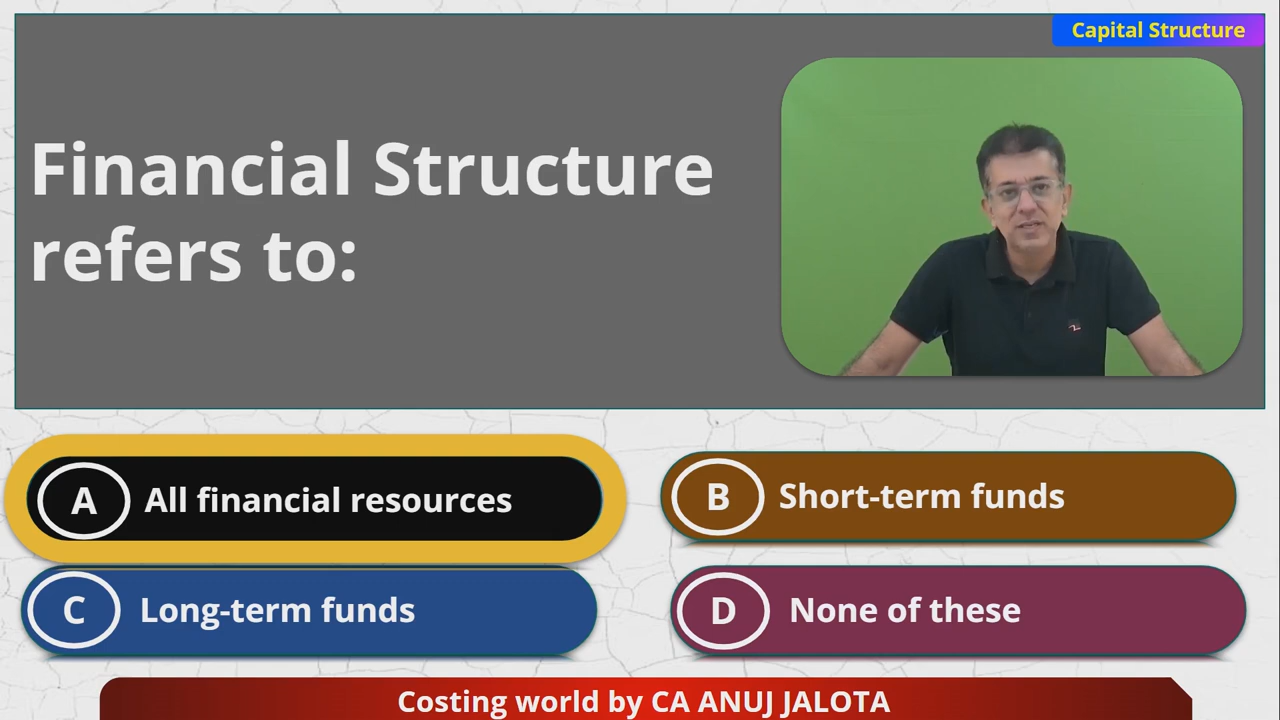 Capital Structure
Financial Structure
refers to:
A All financial resources
B Short-term funds
C Long-term funds
D None of these
Costing world by CA ANUJ JALOTA